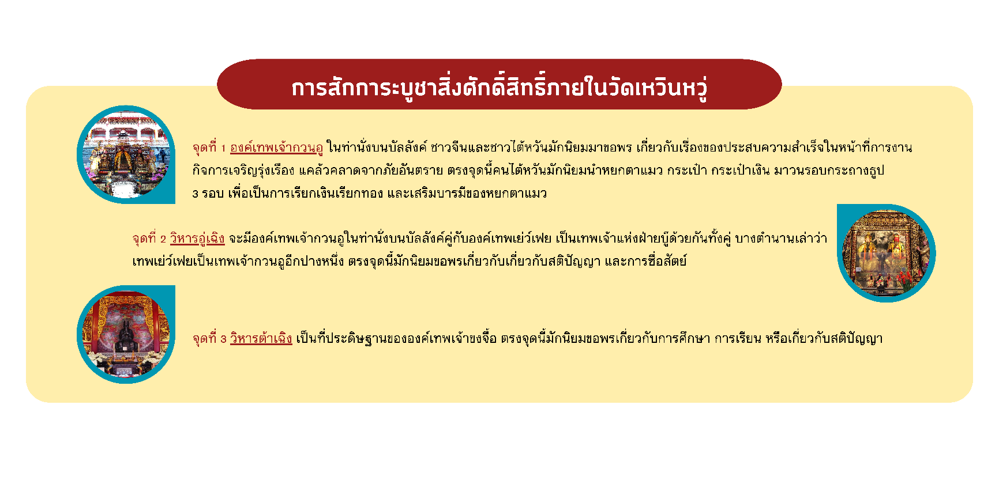 การสักการะบูชาสิ่งศักดิ์สิทธิ์ภายในวัดเหวินหวู่
จุดที่ 1 องค์เทพเจ้ากวนอู ในท่านั่งบนบัลลังค์ ชาวจีนและชาวไต้หวันมักนิยมมาขอพร เกี่ยวกับเรื่องของประสบความสำเร็จในหน้าที่การงาน
กิจการเจริญรุ่งเรือง แคล้วคลาดจากภัยอันตราย ตรงจุดนี้คนไต้หวันมักนิยมนำหยกตาแมว กระเป๋า กระเป๋าเงิน มาวนรอบกระถางธูป
3 รอบ เพื่อเป็นการเรียกเงินเรียกทอง และเสริมบารมีของหยกตาแมว
จุดที่ 2 วิหารอู่เฉิง จะมีองค์เทพเจ้ากวนอูในท่านั่งบนบัลลังค์คู่กับองค์เทพเย่ว์เฟย เป็นเทพเจ้าแห่งฝ่ายบู๊ด้วยกันทั้งคู่ บางตำนานเล่าว่า
เทพเย่ว์เฟยเป็นเทพเจ้ากวนอูอีกปางหนึ่ง ตรงจุดนี้มักนิยมขอพรเกี่ยวกับเกี่ยวกับสติปัญญา และการซื่อสัตย์
จุดที่ 3 วิหารต้าเฉิง เป็นที่ประดิษฐานขององค์เทพเจ้าขงจื๊อ ตรงจุดนี้มักนิยมขอพรเกี่ยวกับการศึกษา การเรียน หรือเกี่ยวกับสติปัญญา